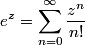 e^z = \sum_{n=0}^{\infty} \frac{z^n}{n!}